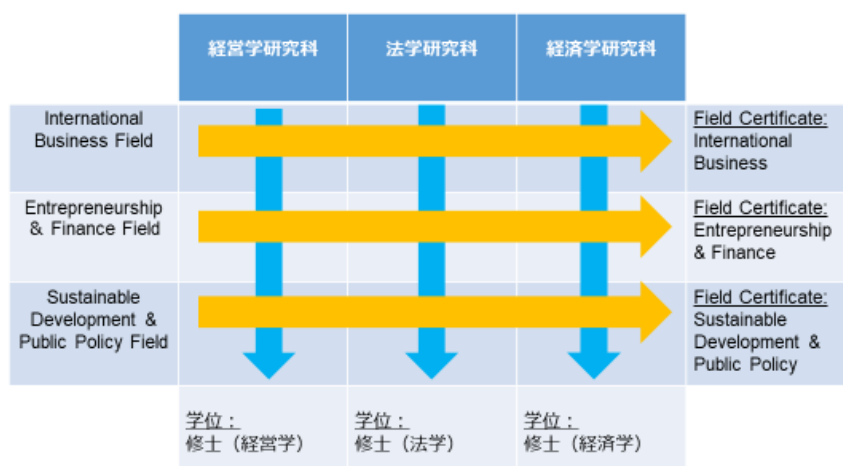 経営学研究科
法学研究科
経済学研究科
International
Business Field
Field Certificate:
International
Business
Entrepreneurship
& Finance Field
Field Certificate:
Entrepreneurship
& Finance
Sustainable
Development &
Public Policy Field
Field Certificate:
Sustainable
Development &
Public Policy
学位：
修士（経営学）
学位：
修士（法学）
学位：
修士（経済学）